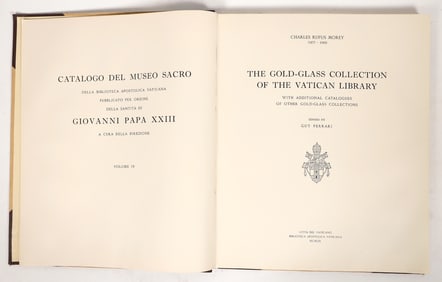 CATALOGO DEL MUSEO SACRO
DELLA BIBLIOTECA APOSTOLICA VATICANA
PUBBLICATO PER ORDINE
DELLA SANTITÀ DI
GIOVANNI PAPA XXIII
A CURA DELLA DIREZIONE
VOLUME IV
CHARLES RUFUS MOREY
THE GOLD-GLASS COLLECTION
OF THE VATICAN LIBRARY
WITH ADDITIONAL CATALOGUES
OF OTHER GOLD-GLASS COLLECTIONS
EDITED BY
GUY FERRARI
CITTÀ DEL VATICANO
BIBLIOTECA APOSTOLICA VATICANA